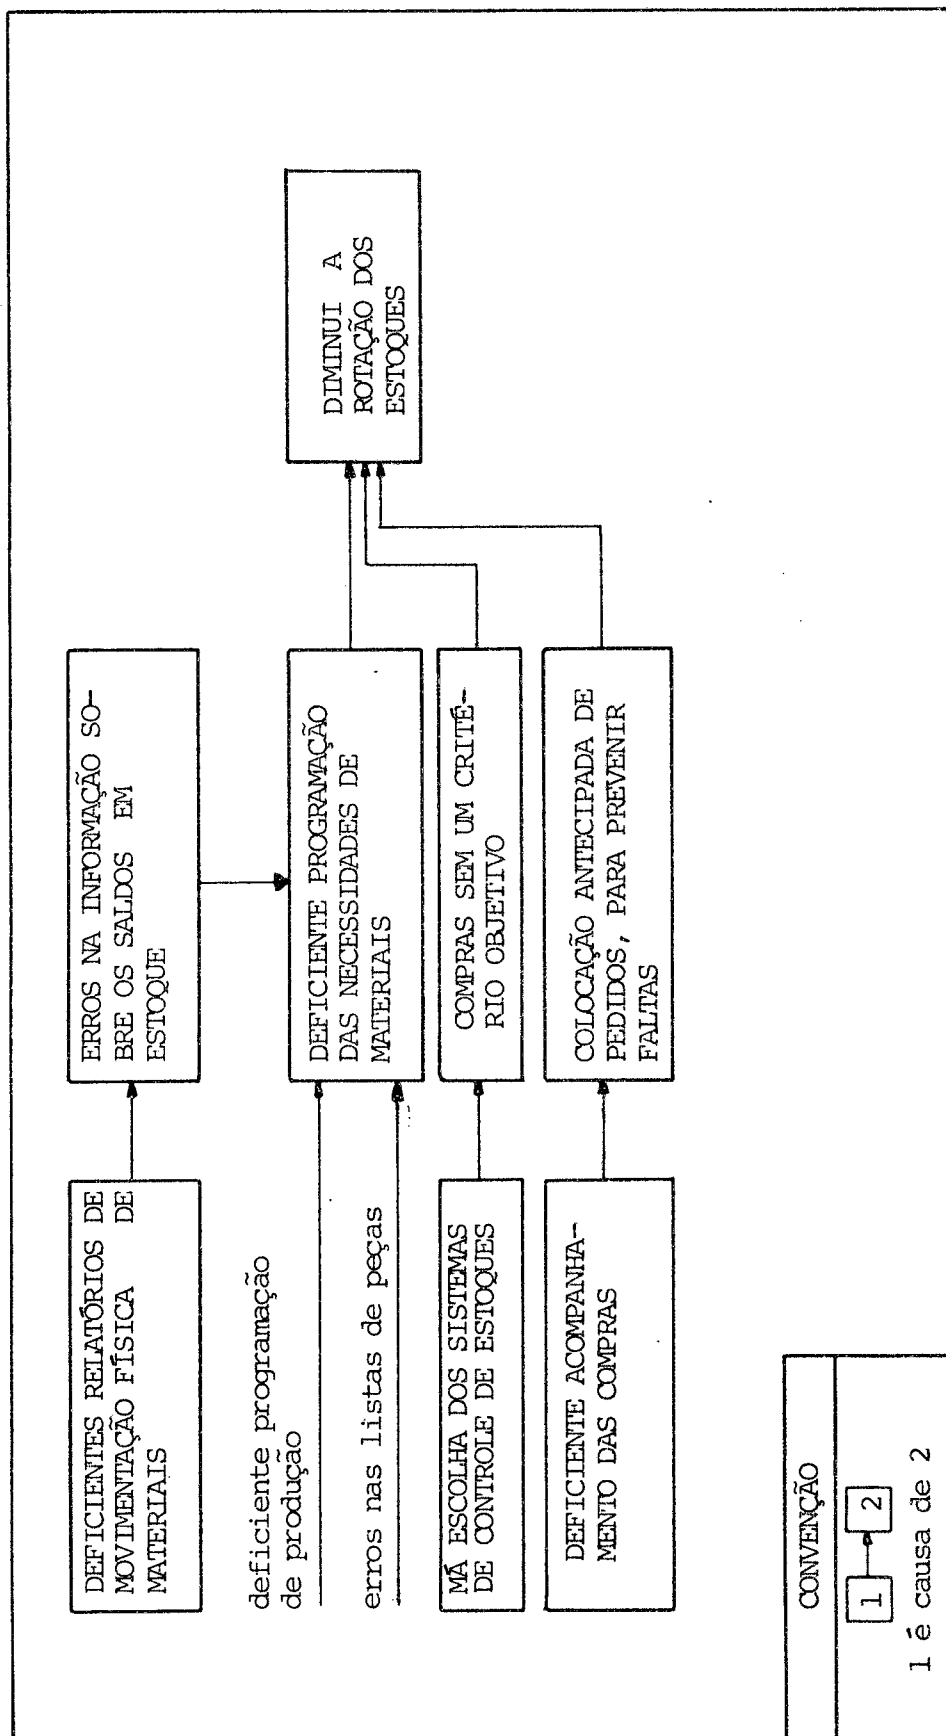 DEFICIENTES RELATÓRIOS DE
MOVIMENTAÇÃO FÍSICA DE
MATERIAIS
ERROS NA INFORMAÇÃO SO-
BRE OS SALDOS EM
ESTOQUE
deficiente programação
de produção
erros nas listas de peças
DEFICIENTE PROGRAMAÇÃO
DAS NECESSIDADES DE
MATERIAIS
DIMINUI A
ROTAÇÃO DOS
ESTOQUES
MÁ ESCOLHA DOS SISTEMAS
DE CONTROLE DE ESTOQUES
COMPRAS SEM UM CRITÉ-
RIO OBJETIVO
DEFICIENTE ACOMPANHA-
MENTO DAS COMPRAS
COLOCAÇÃO ANTECIPADA DE
PEDIDOS, PARA PREVENIR
FALTAS
CONVENÇÃO
1 2
1 é causa de 2